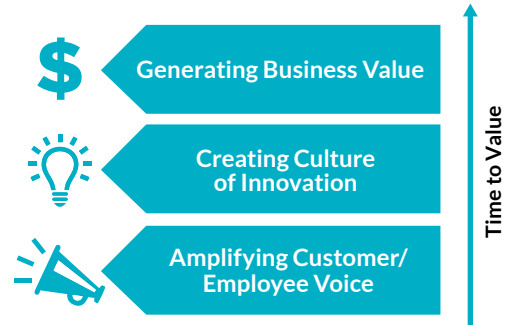 $
Generating Business Value
Creating Culture
of Innovation
Amplifying Customer/
Employee Voice
Time to Value